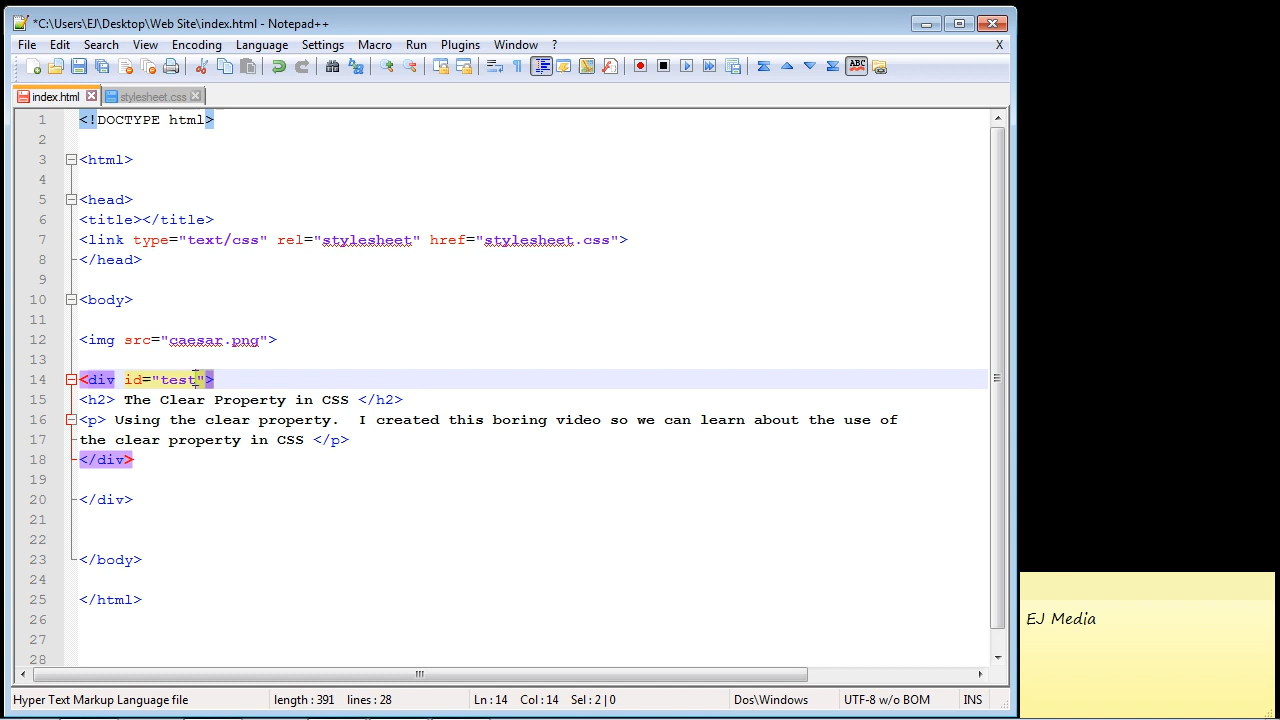 *C:\Users\EJ\Desktop\Web Site\index.html - Notepad++
File Edit Search View Encoding Language Settings Macro Run Plugins Window ? X
ABC
index.html stylesheet.css
1 <!DOCTYPE html>
2
3 <html>
4
5 <head>
6 <title></title>
7 <link type="text/css" rel="stylesheet" href="stylesheet.css">
8 </head>
9
10 <body>
11
12 <img src="caesar.png">
13
14 <div id="test">
15 <h2> The Clear Property in CSS </h2>
16 <p> Using the clear property.  I created this boring video so we can learn about the use of
17 the clear property in CSS </p>
18 </div>
19
20 </div>
21
22
23 </body>
24
25 </html>
26
27
28
EJ Media
Hyper Text Markup Language file length : 391 lines : 28 Ln : 14 Col : 14 Sel : 2 | 0 Dos\Windows UTF-8 w/o BOM INS